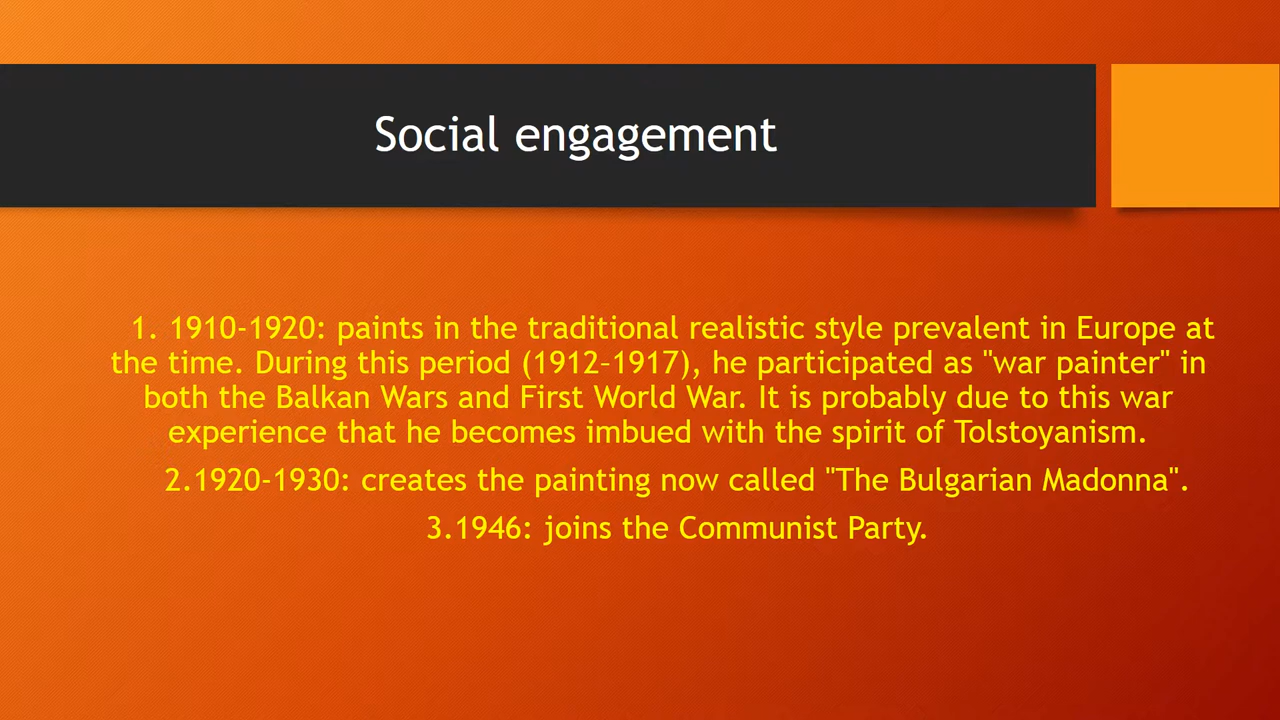 Social engagement
1. 1910-1920: paints in the traditional realistic style prevalent in Europe at
the time. During this period (1912–1917), he participated as "war painter" in
both the Balkan Wars and First World War. It is probably due to this war
experience that he becomes imbued with the spirit of Tolstoyanism.
2.1920-1930: creates the painting now called "The Bulgarian Madonna".
3.1946: joins the Communist Party.